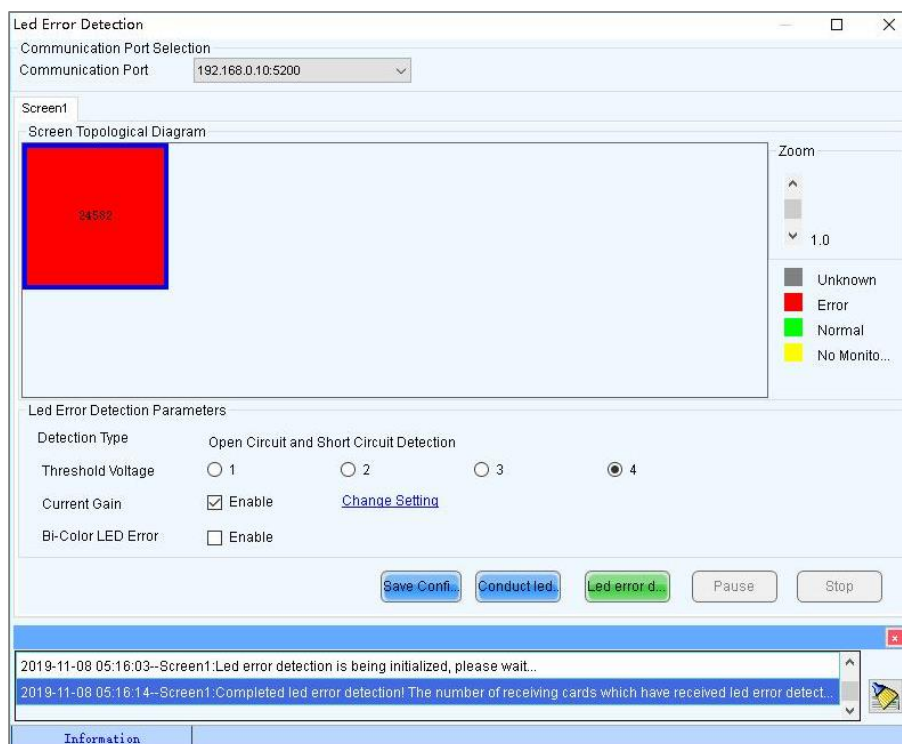 Led Error Detection
Communication Port Selection
Communication Port 192.168.0.10:5200
Screen1
Screen Topological Diagram
Zoom
24582
1.0
Unknown
Error
Normal
No Monito...
Led Error Detection Parameters
Detection Type Open Circuit and Short Circuit Detection
Threshold Voltage 1 2 3 4
Current Gain Enable Change Setting
Bi-Color LED Error Enable
Save Confi... Conduct led.. Led error d... Pause Stop
2019-11-08 05:16:03--Screen1:Led error detection is being initialized, please wait...
2019-11-08 05:16:14--Screen1:Completed led error detection! The number of receiving cards which have received led error detect...
Information